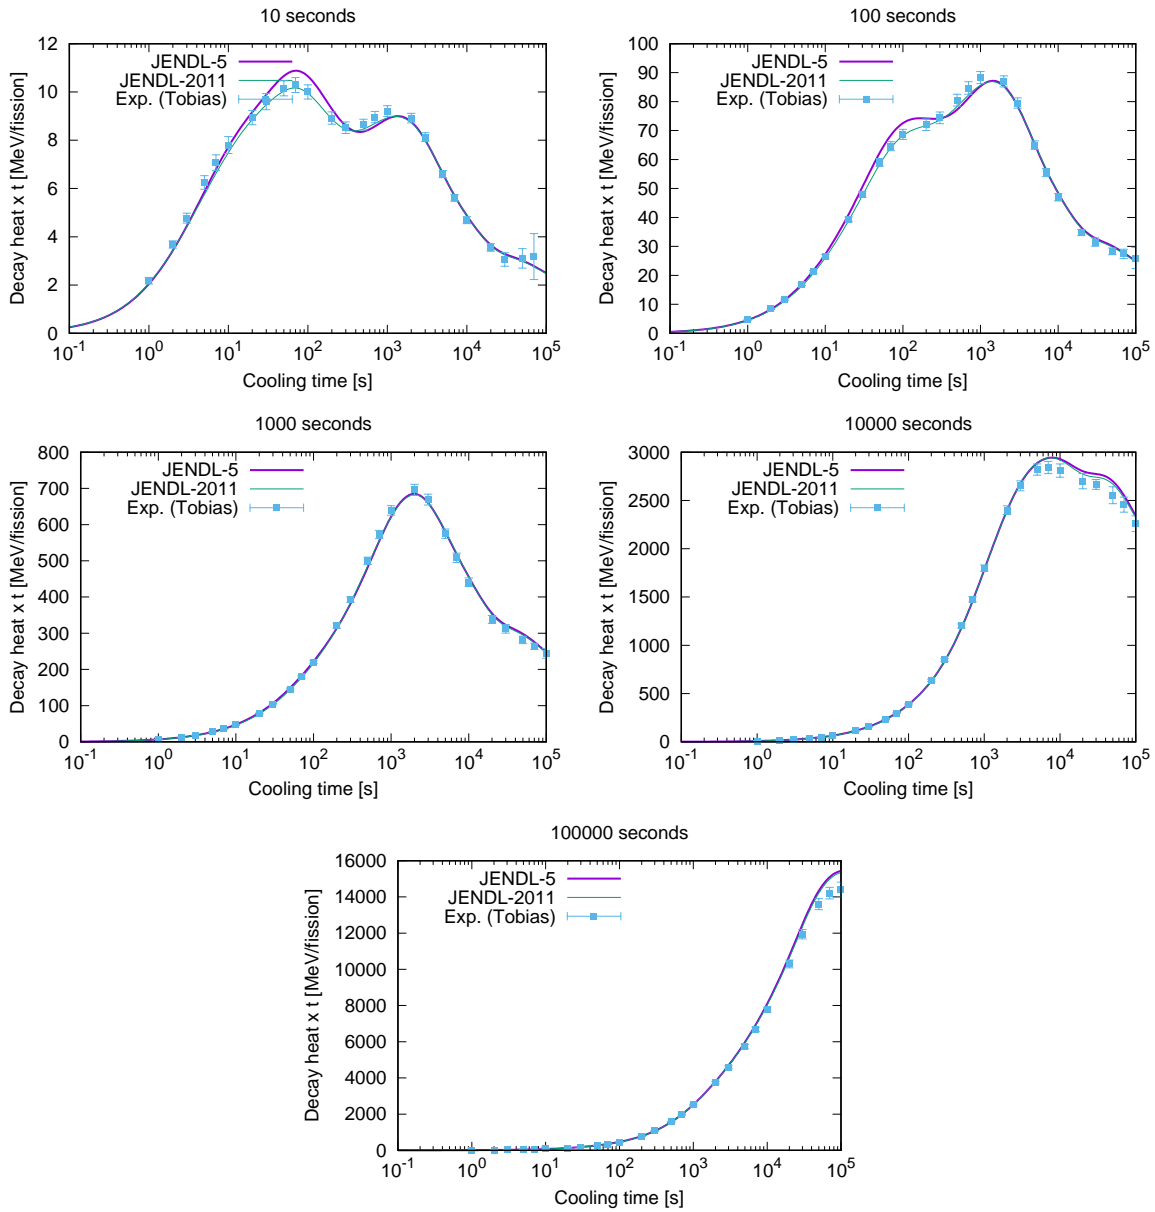 10 seconds
JENDL-5
JENDL-2011
Exp. (Tobias)
Decay heat x t [MeV/fission]
12
10
8
6
4
2
0
10-1 100 101 102 103 104 105
Cooling time [s]
100 seconds
JENDL-5
JENDL-2011
Exp. (Tobias)
Decay heat x t [MeV/fission]
100
90
80
70
60
50
40
30
20
10
0
10-1 100 101 102 103 104 105
Cooling time [s]
1000 seconds
JENDL-5
JENDL-2011
Exp. (Tobias)
Decay heat x t [MeV/fission]
800
700
600
500
400
300
200
100
0
10-1 100 101 102 103 104 105
Cooling time [s]
10000 seconds
JENDL-5
JENDL-2011
Exp. (Tobias)
Decay heat x t [MeV/fission]
3000
2500
2000
1500
1000
500
0
10-1 100 101 102 103 104 105
Cooling time [s]
100000 seconds
JENDL-5
JENDL-2011
Exp. (Tobias)
Decay heat x t [MeV/fission]
16000
14000
12000
10000
8000
6000
4000
2000
0
10-1 100 101 102 103 104 105
Cooling time [s]